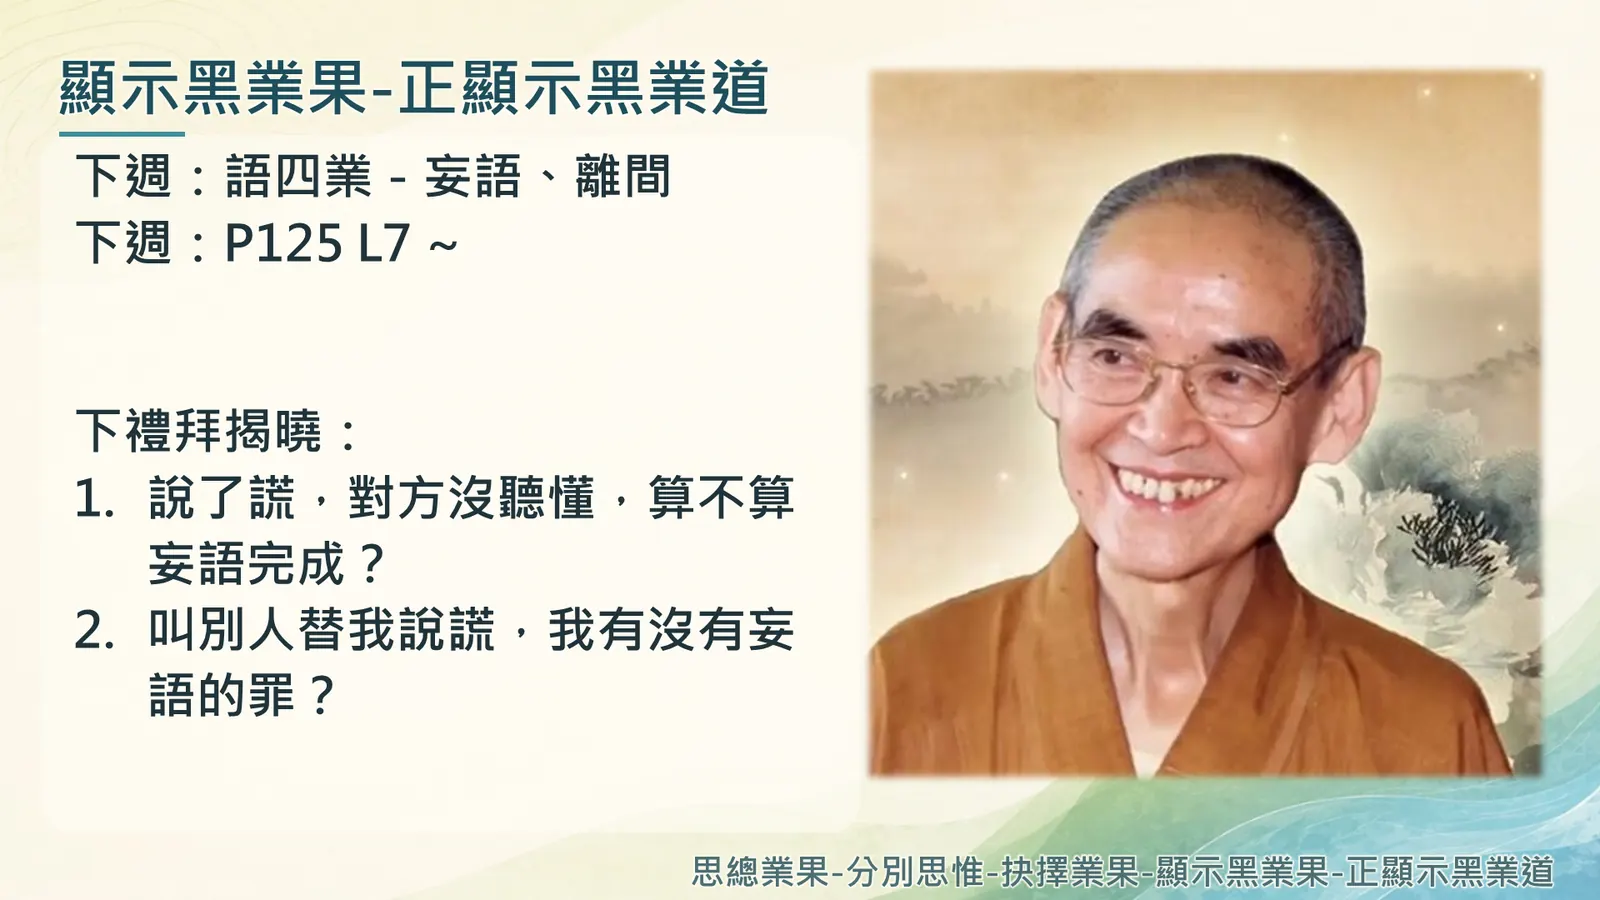 顯示黑業果-正顯示黑業道
下週：語四業 - 妄語、離間
下週：P125 L7 ~
下禮拜揭曉：
1. 說了謊，對方沒聽懂，算不算
妄語完成？
2. 叫別人替我說謊，我有沒有妄
語的罪？
思總業果-分別思惟-抉擇業果-顯示黑業果-正顯示黑業道